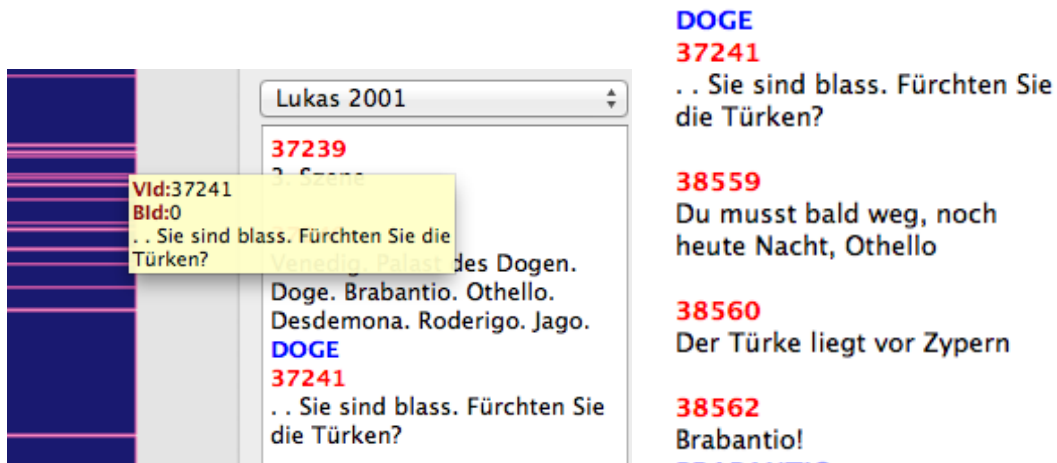 Lukas 2001
37239
3. Szene
VId:37241
BId:0
. . Sie sind blass. Fürchten Sie die
Türken?
Venedig. Palast des Dogen.
Doge. Brabantio. Othello.
Desdemona. Roderigo. Jago.
DOGE
37241
. . Sie sind blass. Fürchten Sie
die Türken?
DOGE
37241
. . Sie sind blass. Fürchten Sie
die Türken?
38559
Du musst bald weg, noch
heute Nacht, Othello
38560
Der Türke liegt vor Zypern
38562
Brabantio!
BRABANTIO